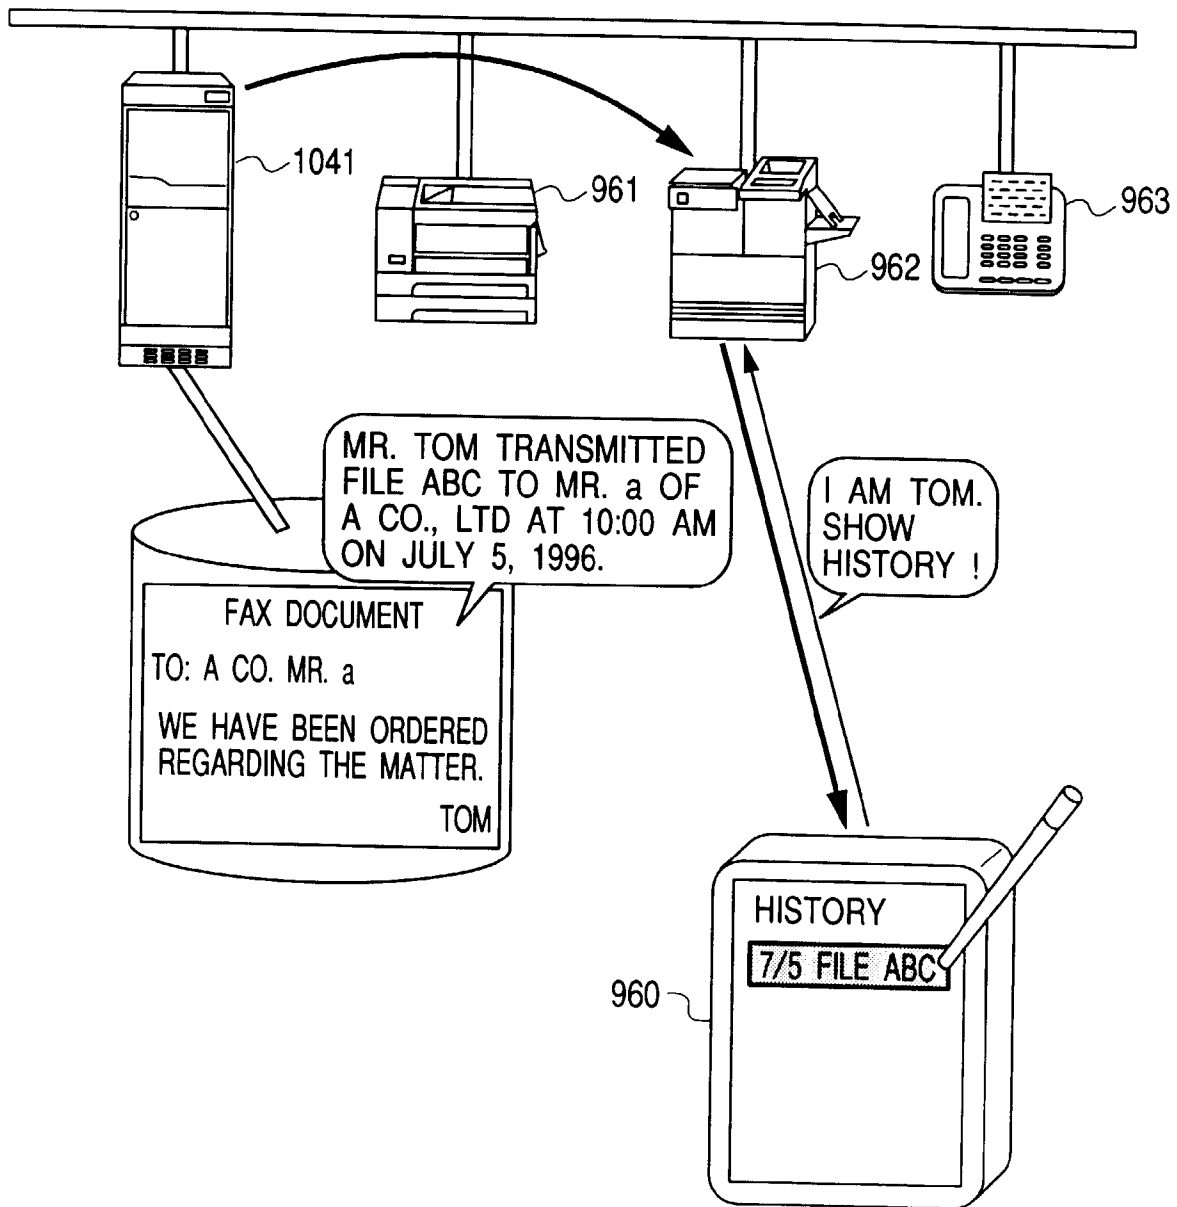 1041
961
962
963
MR. TOM TRANSMITTED
FILE ABC TO MR. a OF
A CO., LTD AT 10:00 AM
ON JULY 5, 1996.
I AM TOM.
SHOW
HISTORY !
FAX DOCUMENT
TO: A CO. MR. a
WE HAVE BEEN ORDERED
REGARDING THE MATTER.
TOM
HISTORY
7/5 FILE ABC
960